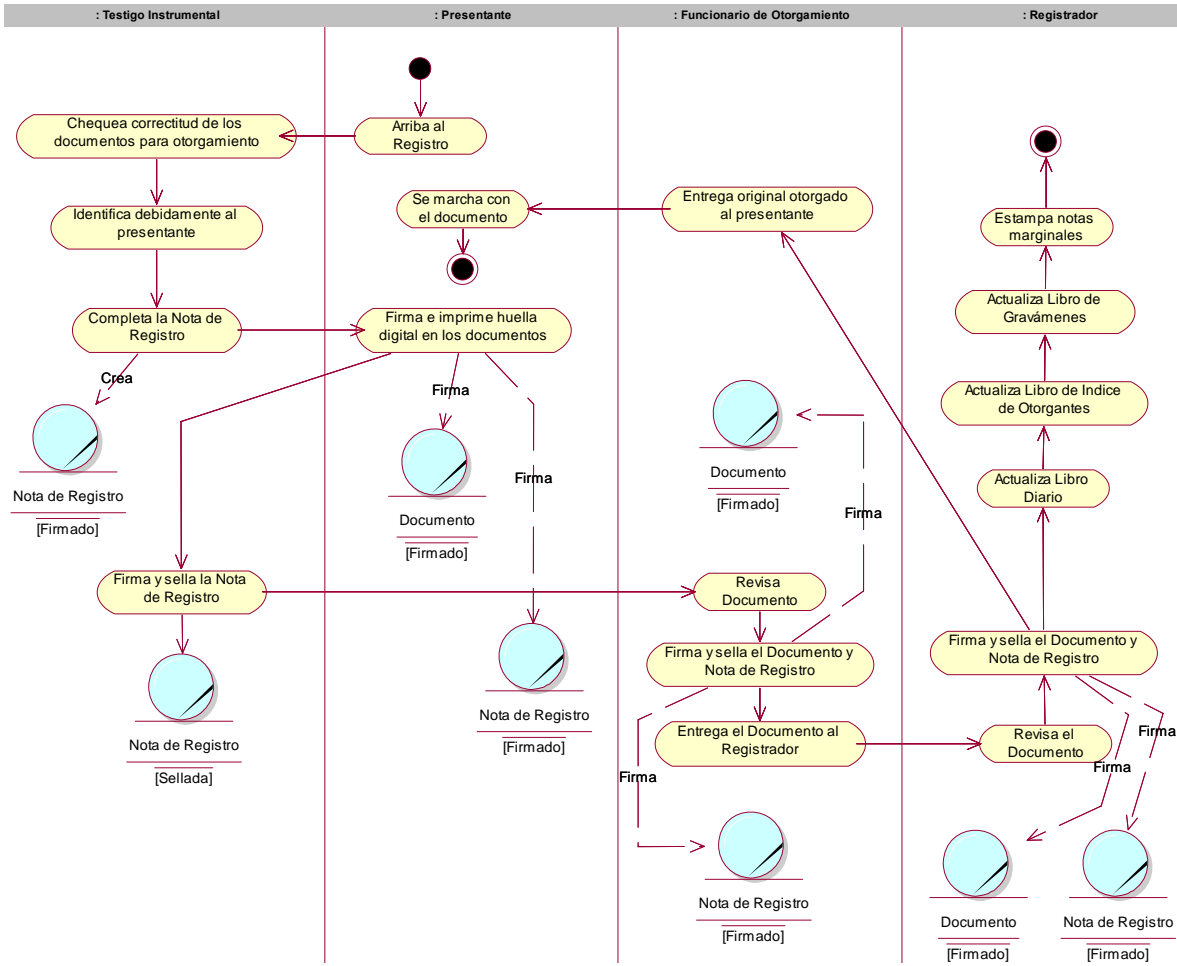 : Testigo Instrumental
: Presentante
: Funcionario de Otorgamiento
: Registrador
Chequea correctitud de los
documentos para otorgamiento
Arriba al
Registro
Identifica debidamente al
presentante
Se marcha con
el documento
Entrega original otorgado
al presentante
Estampa notas
marginales
Completa la Nota de
Registro
Firma e imprime huella
digital en los documentos
Actualiza Libro de
Gravámenes
Crea
Firma
Actualiza Libro de Indice
de Otorgantes
Nota de Registro
[Firmado]
Documento
[Firmado]
Firma
Documento
[Firmado]
Firma
Actualiza Libro
Diario
Firma y sella la Nota
de Registro
Revisa
Documento
Nota de Registro
[Sellada]
Nota de Registro
[Firmado]
Firma y sella el Documento y
Nota de Registro
Firma y sella el Documento y
Nota de Registro
Entrega el Documento al
Registrador
Revisa el
Documento
Firma
Firma
Firma
Nota de Registro
[Firmado]
Documento
[Firmado]
Nota de Registro
[Firmado]